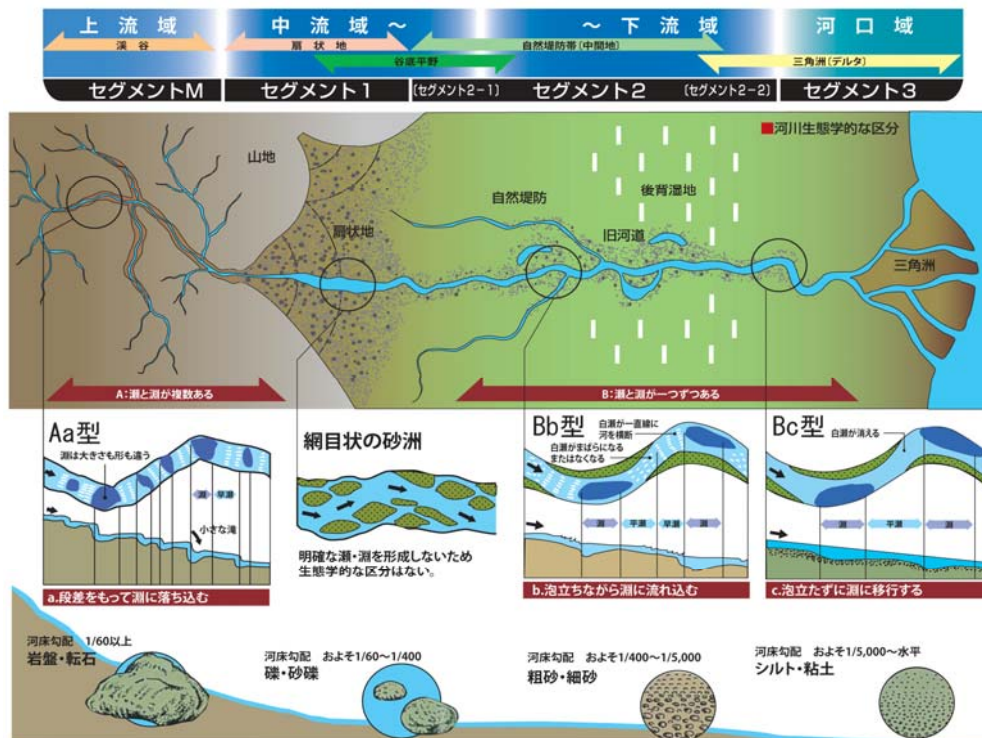 上流域
中流域～
～下流域
河口域
渓谷
扇状地
自然堤防帯(中間地)
谷底平野
三角洲(デルタ)
セグメントM
セグメント1
(セグメント2-1)
セグメント2
(セグメント2-2)
セグメント3
■河川生態学的な区分
山地
扇状地
自然堤防
後背湿地
旧河道
三角洲
A:瀬と淵が複数ある
B:瀬と淵が一つずつある
Aa型
淵は大きさも形も違う
淵
早瀬
小さな滝
a.段差をもって淵に落ち込む
網目状の砂洲
明確な瀬・淵を形成しないため
生態学的な区分はない。
Bb型
白瀬が一直線に
河を横断
白瀬がまばらになる
またはなくなる
淵
平瀬
早瀬
淵
b.泡立ちながら淵に流れ込む
Bc型
白瀬が消える
淵
平瀬
淵
c.泡立たずに淵に移行する
河床勾配 1/60以上
岩盤・転石
河床勾配 およそ1/60～1/400
礫・砂礫
河床勾配 およそ1/400～1/5,000
粗砂・細砂
河床勾配 およそ1/5,000～水平
シルト・粘土